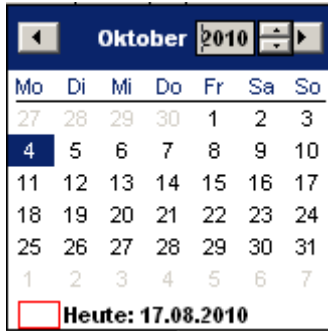 Oktober 2010
Mo Di Mi Do Fr Sa So
27 28 29 30 1 2 3
4 5 6 7 8 9 10
11 12 13 14 15 16 17
18 19 20 21 22 23 24
25 26 27 28 29 30 31
1 2 3 4 5 6 7
Heute: 17.08.2010